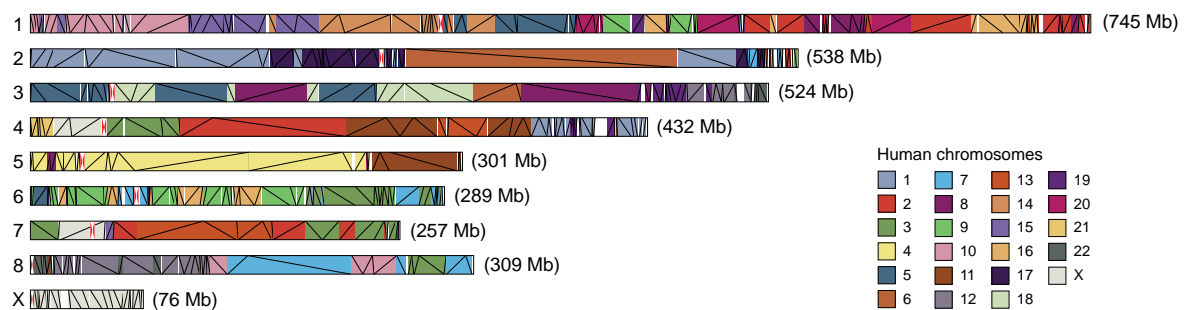 1 (745 Mb)
2 (538 Mb)
3 (524 Mb)
4 (432 Mb)
5 (301 Mb)
6 (289 Mb)
7 (257 Mb)
8 (309 Mb)
X (76 Mb)
Human chromosomes
1 7 13 19
2 8 14 20
3 9 15 21
4 10 16 22
5 11 17 X
6 12 18